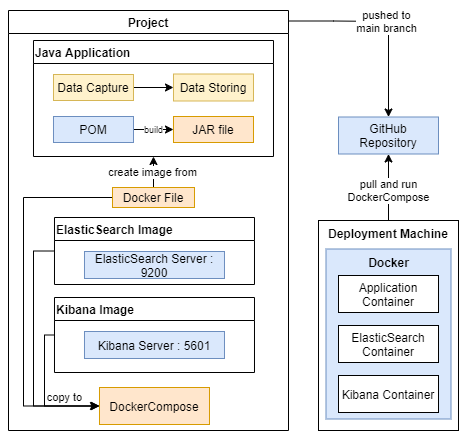 Project
pushed to
main branch
Java Application
Data Capture
Data Storing
POM
build
JAR file
GitHub
Repository
create image from
Docker File
pull and run
DockerCompose
ElasticSearch Image
ElasticSearch Server :
9200
Deployment Machine
Docker
Application
Container
Kibana Image
Kibana Server : 5601
ElasticSearch
Container
Kibana Container
copy to
DockerCompose